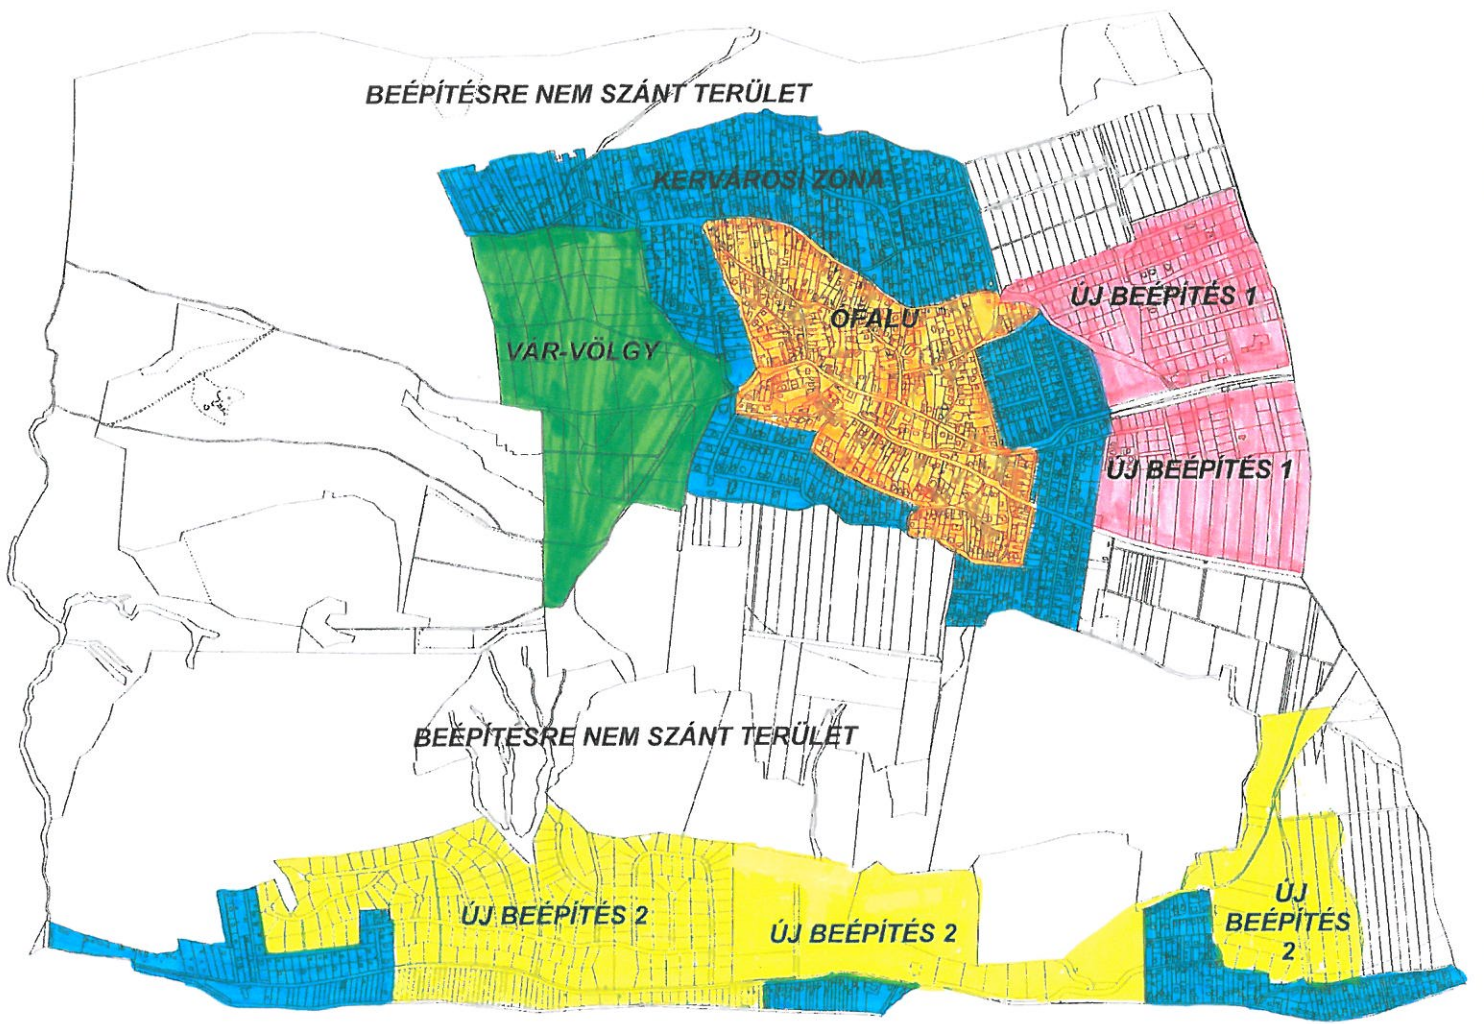 BEÉPÍTÉSRE NEM SZÁNT TERÜLET
KERVÁROSI ZÓNA
ÚJ BEÉPÍTÉS 1
ÓFALU
VÁR-VÖLGY
ÚJ BEÉPÍTÉS 1
BEÉPÍTÉSRE NEM SZÁNT TERÜLET
ÚJ BEÉPÍTÉS 2
ÚJ BEÉPÍTÉS 2
ÚJ
BEÉPÍTÉS
2